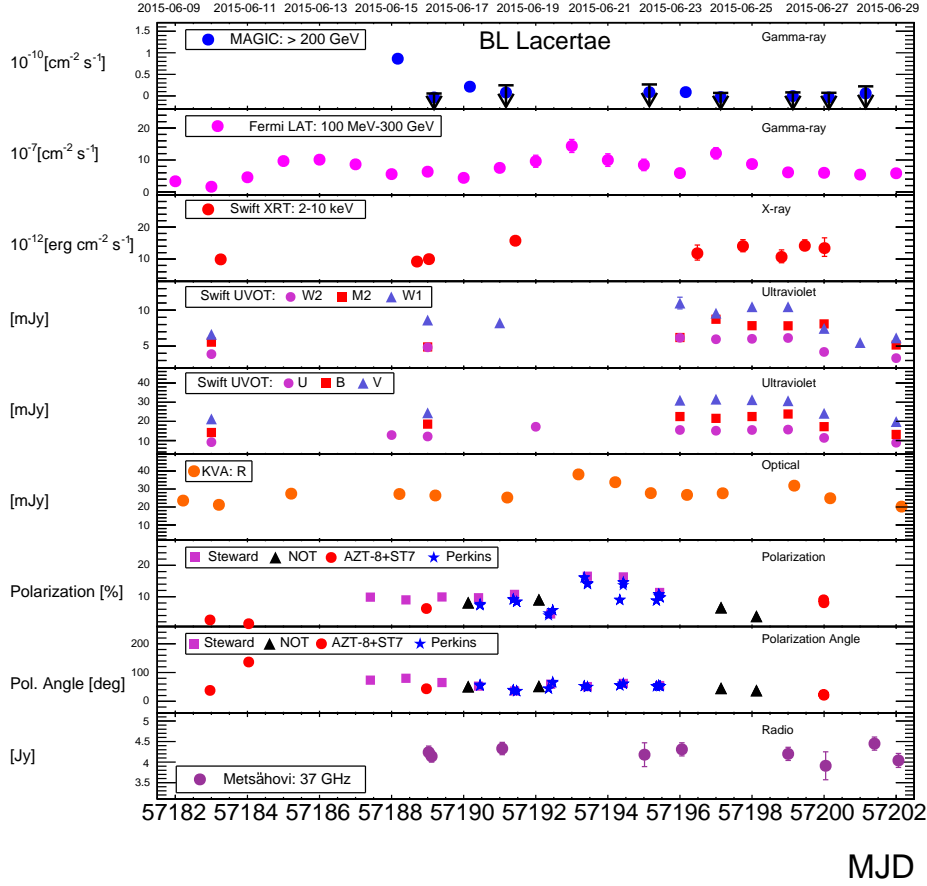 2015-06-09 2015-06-11 2015-06-13 2015-06-15 2015-06-17 2015-06-19 2015-06-21 2015-06-23 2015-06-25 2015-06-27 2015-06-29
10⁻¹⁰[cm⁻² s⁻¹]
1.5
1
0.5
0
MAGIC: > 200 GeV
BL Lacertae
Gamma-ray
10⁻⁷[cm⁻² s⁻¹]
20
10
0
Fermi LAT: 100 MeV-300 GeV
Gamma-ray
10⁻¹² [erg cm⁻² s⁻¹]
20
10
Swift XRT: 2-10 keV
X-ray
[mJy]
10
5
Swift UVOT: W2 M2 W1
Ultraviolet
[mJy]
40
30
20
10
Swift UVOT: U B V
Ultraviolet
[mJy]
40
30
20
10
KVA: R
Optical
Polarization [%]
20
10
Steward NOT AZT-8+ST7 Perkins
Polarization
Pol. Angle [deg]
200
100
0
Steward NOT AZT-8+ST7 Perkins
Polarization Angle
[Jy]
5
4.5
4
3.5
Radio
Metsähovi: 37 GHz
57182 57184 57186 57188 57190 57192 57194 57196 57198 57200 57202
MJD